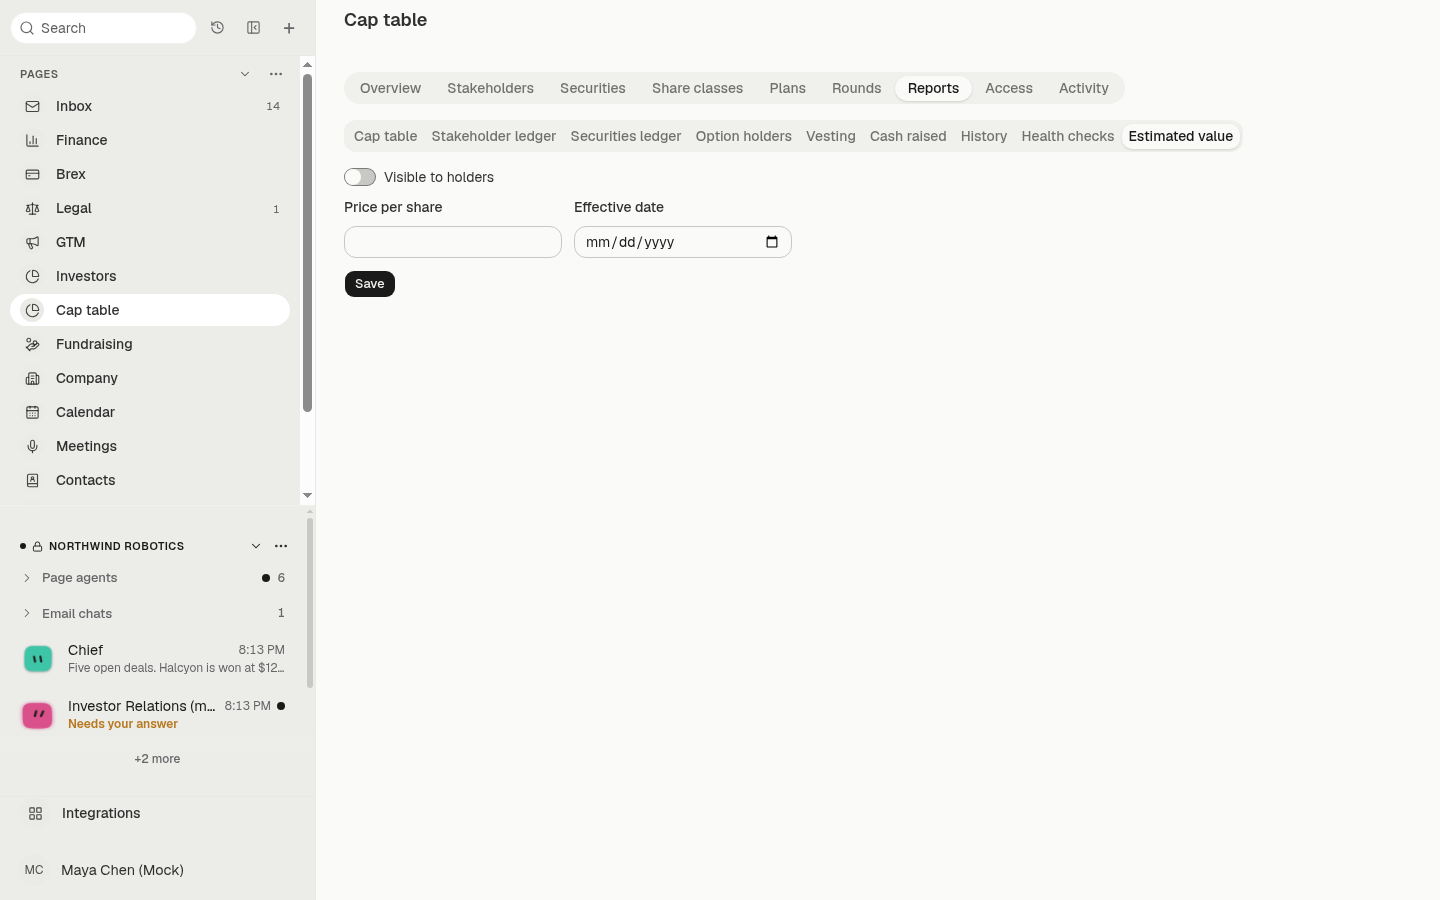 Search
PAGES
Inbox 14
Finance
Brex
Legal 1
GTM
Investors
Cap table
Fundraising
Company
Calendar
Meetings
Contacts
NORTHWIND ROBOTICS
Page agents 6
Email chats 1
Chief 8:13 PM
Five open deals. Halcyon is won at $12...
Investor Relations (m... 8:13 PM
Needs your answer
+2 more
Integrations
MC Maya Chen (Mock)
Cap table
Overview Stakeholders Securities Share classes Plans Rounds Reports Access Activity
Cap table Stakeholder ledger Securities ledger Option holders Vesting Cash raised History Health checks Estimated value
Visible to holders
Price per share Effective date
mm/dd/yyyy
Save